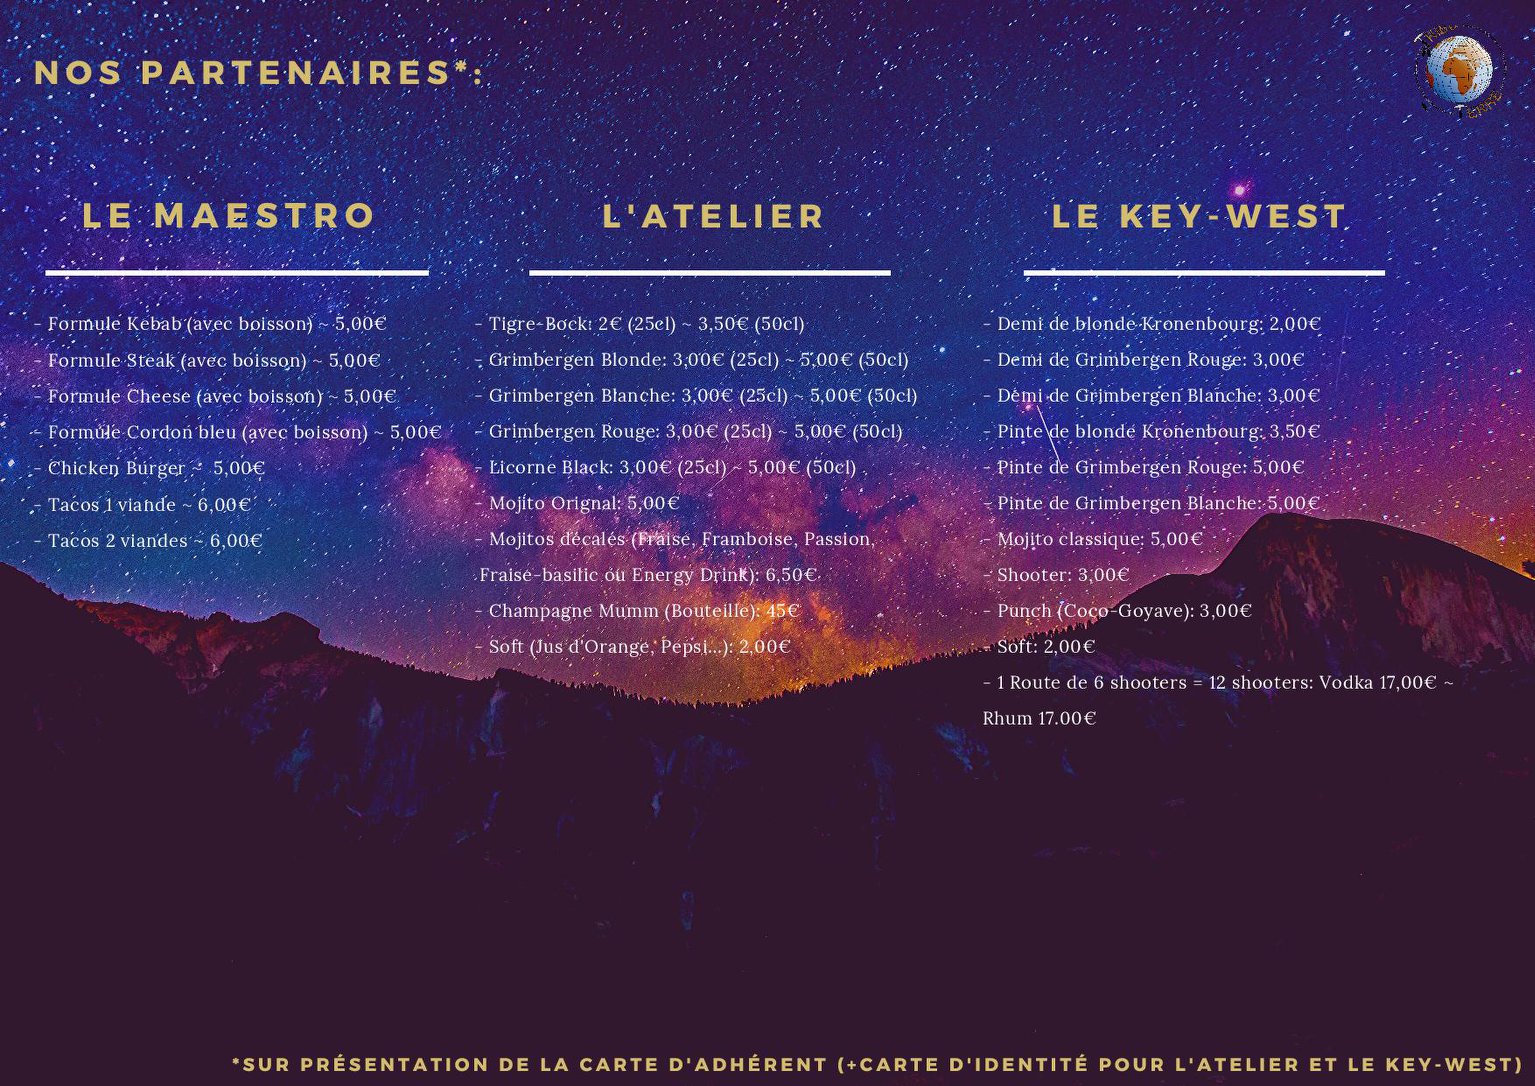 NOS PARTENAIRES*:
LE MAESTRO
- Formule Kebab (avec boisson) ~ 5,00€
- Formule Steak (avec boisson) ~ 5,00€
- Formule Cheese (avec boisson) ~ 5,00€
- Formule Cordon bleu (avec boisson) ~ 5,00€
- Chicken Burger ~ 5,00€
- Tacos 1 viande ~ 6,00€
- Tacos 2 viandes ~ 6,00€
L'ATELIER
- Tigre-Bock: 2€ (25cl) ~ 3,50€ (50cl)
- Grimbergen Blonde: 3,00€ (25cl) ~ 5,00€ (50cl)
- Grimbergen Blanche: 3,00€ (25cl) ~ 5,00€ (50cl)
- Grimbergen Rouge: 3,00€ (25cl) ~ 5,00€ (50cl)
- Licorne Black: 3,00€ (25cl) ~ 5,00€ (50cl)
- Mojito Orignal: 5,00€
- Mojitos décalés (Fraise, Framboise, Passion,
Fraise-basilic ou Energy Drink): 6,50€
- Champagne Mumm (Bouteille): 45€
- Soft (Jus d'Orange, Pepsi...): 2,00€
LE KEY-WEST
- Demi de blonde Kronenbourg: 2,00€
- Demi de Grimbergen Rouge: 3,00€
- Demi de Grimbergen Blanche: 3,00€
- Pinte de blonde Kronenbourg: 3,50€
- Pinte de Grimbergen Rouge: 5,00€
- Pinte de Grimbergen Blanche: 5,00€
- Mojito classique: 5,00€
- Shooter: 3,00€
- Punch (Coco-Goyave): 3,00€
- Soft: 2,00€
- 1 Route de 6 shooters = 12 shooters: Vodka 17,00€ ~
Rhum 17.00€
*SUR PRÉSENTATION DE LA CARTE D'ADHÉRENT (+CARTE D'IDENTITÉ POUR L'ATELIER ET LE KEY-WEST)